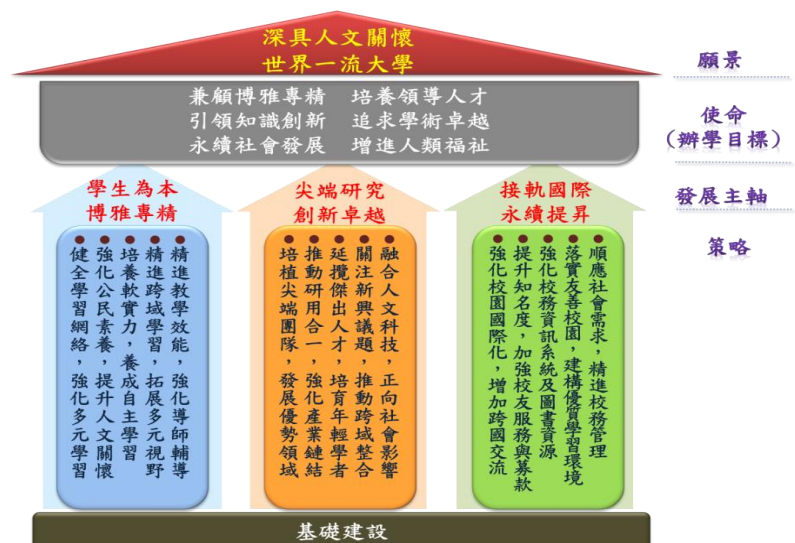 深具人文關懷
世界一流大學
願景
兼顧博雅專精 培養領導人才
引領知識創新 追求學術卓越
永續社會發展 增進人類福祉
使命
(辦學目標)
學生為本
博雅專精
尖端研究
創新卓越
接軌國際
永續提昇
發展主軸
策略
精進教學效能，強化導師輔導
精進跨域學習，拓展多元視野
培養軟實力，養成自主學習
強化公民素養，提升人文關懷
健全學習網絡，強化多元學習
融合人文科技，正向社會影響
關注新興議題，推動跨域整合
延攬傑出人才，培育年輕學者
推動研用合一，強化產業鏈結
培植尖端團隊，發展優勢領域
順應社會需求，精進校務管理
落實友善校園，建構優質學習環境
強化校務資訊系統及圖書資源
提升知名度，加強校友服務與募款
強化校園國際化，增加跨國交流
基礎建設